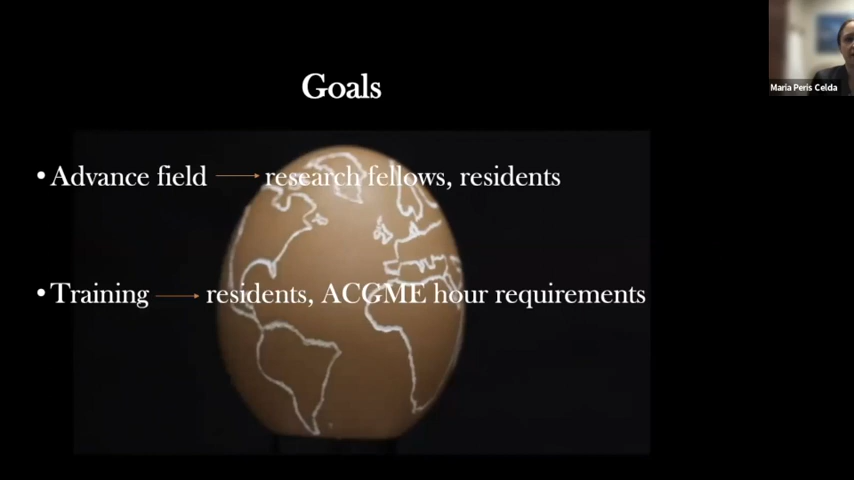 Goals
Maria Peris Celda
• Advance field → research fellows, residents
• Training → residents, ACGME hour requirements